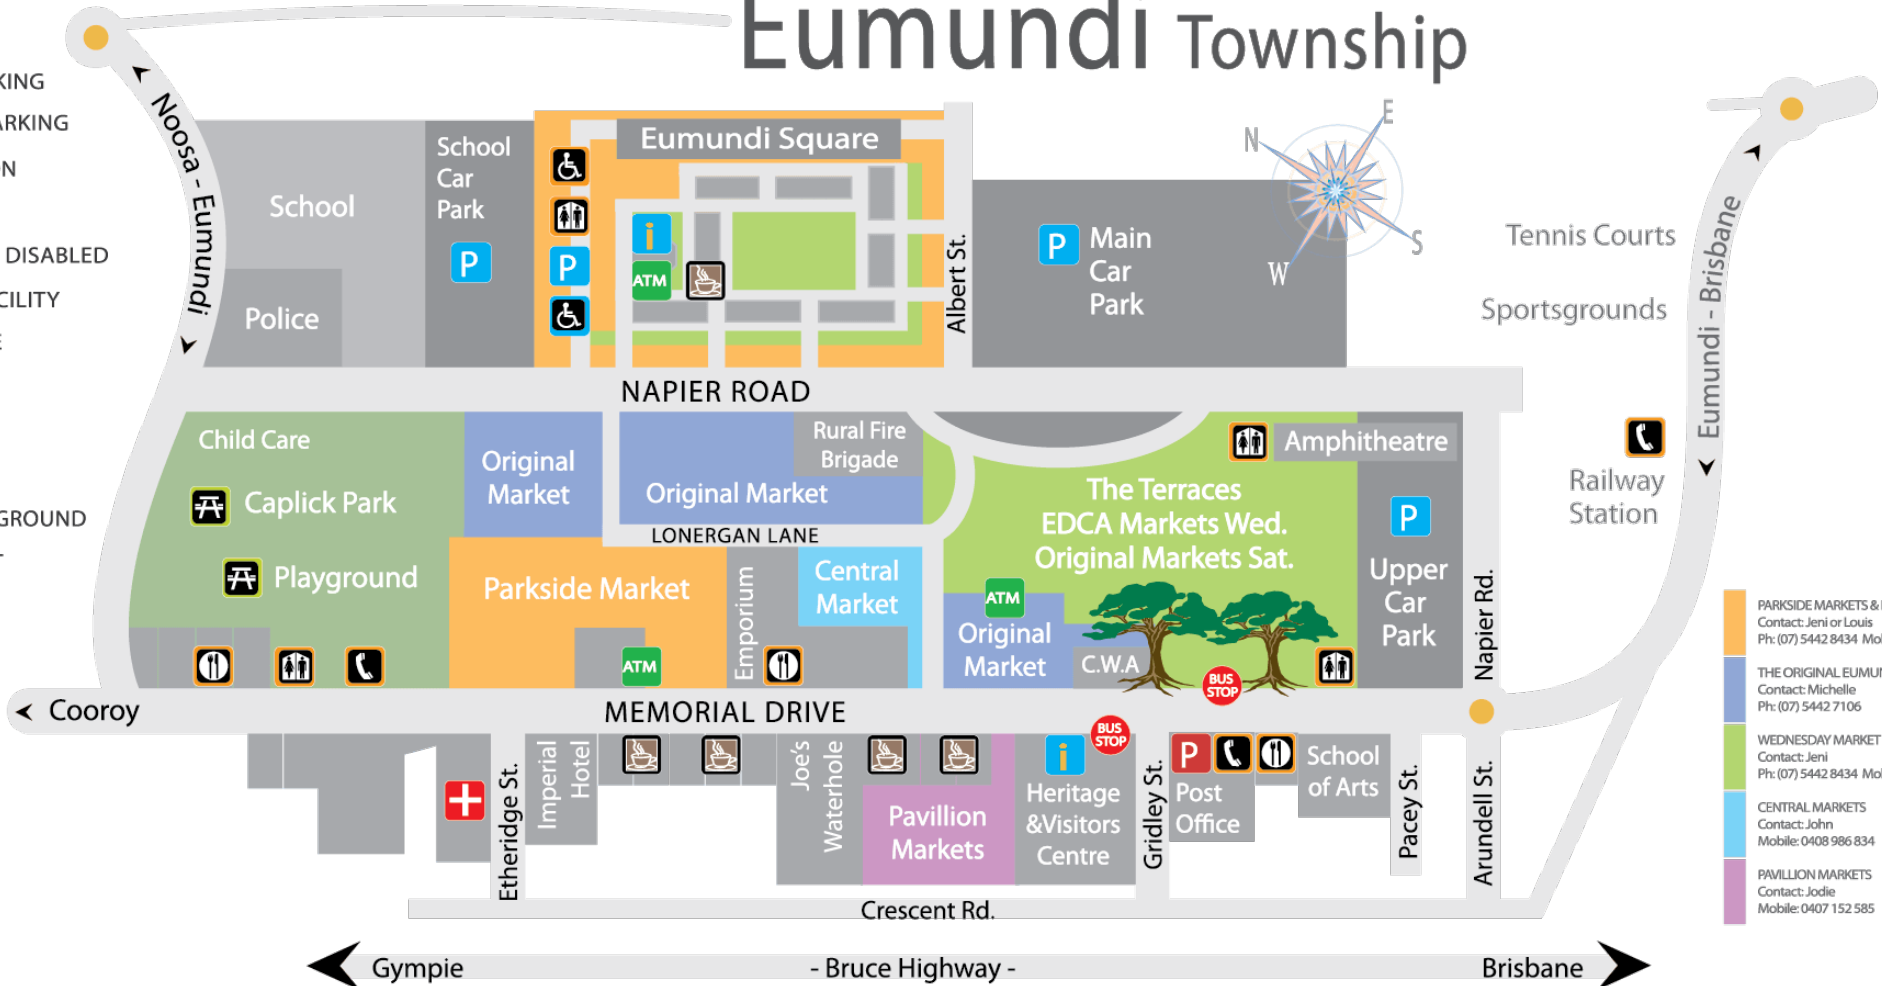 Eumundi Township
KING
ARKING
ON
DISABLED
CILITY
E
GROUND
Noosa - Eumundi
School
Police
School
Car
Park
P
P
Eumundi Square
i
ATM
Albert St.
P
Main
Car
Park
N
E
S
W
Tennis Courts
Sportsgrounds
Eumundi - Brisbane
Railway
Station
NAPIER ROAD
Child Care
Caplick Park
Playground
Original
Market
Rural Fire
Brigade
Original Market
LONERGAN LANE
Parkside Market
ATM
Emporium
Central
Market
Amphitheatre
The Terraces
EDCA Markets Wed.
Original Markets Sat.
ATM
Original
Market
C.W.A
BUS
STOP
P
Upper
Car
Park
Napier Rd.
Cooroy
MEMORIAL DRIVE
Etheridge St.
Imperial
Hotel
Joe's
Waterhole
Pavillion
Markets
i
BUS
STOP
Heritage
&Visitors
Centre
Gridley St.
P
Post
Office
School
of Arts
Pacey St.
Arundell St.
Crescent Rd.
Gympie
- Bruce Highway -
Brisbane
PARKSIDE MARKETS &
Contact: Jeni or Louis
Ph: (07) 5442 8434 Mo
THE ORIGINAL EUMU
Contact: Michelle
Ph: (07) 5442 7106
WEDNESDAY MARKET
Contact: Jeni
Ph: (07) 5442 8434 Mo
CENTRAL MARKETS
Contact: John
Mobile: 0408 986 834
PAVILLION MARKETS
Contact: Jodie
Mobile: 0407 152 585